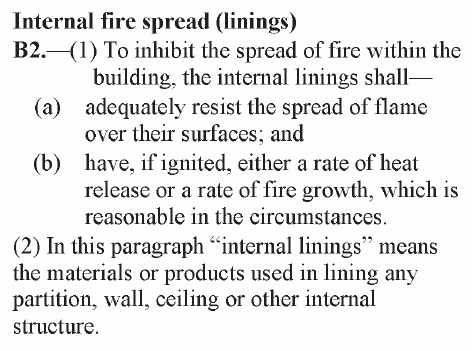 Internal fire spread (linings)
B2.—(1) To inhibit the spread of fire within the
building, the internal linings shall—
(a) adequately resist the spread of flame
over their surfaces; and
(b) have, if ignited, either a rate of heat
release or a rate of fire growth, which is
reasonable in the circumstances.
(2) In this paragraph “internal linings” means
the materials or products used in lining any
partition, wall, ceiling or other internal
structure.